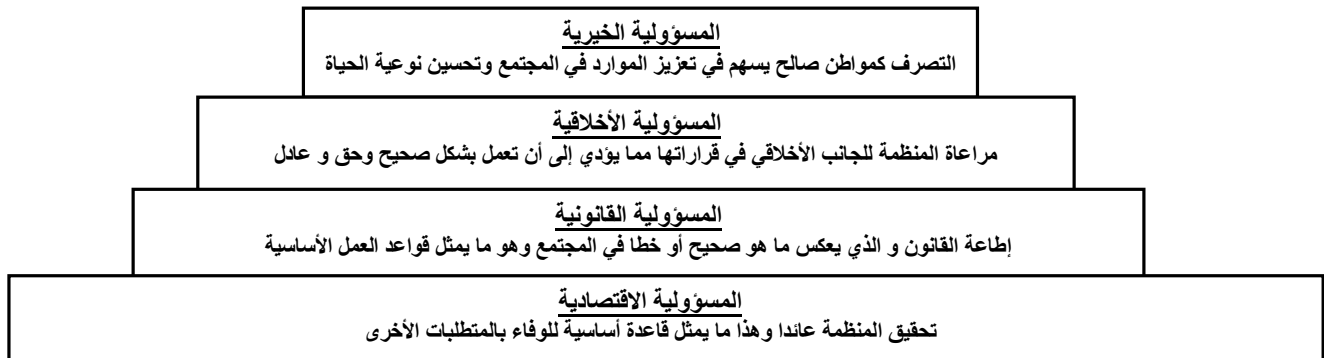 المسؤولية الخيرية
التصرف كمواطن صالح يسهم في تعزيز الموارد في المجتمع وتحسين نوعية الحياة
المسؤولية الأخلاقية
مراعاة المنظمة للجانب الأخلاقي في قراراتها مما يؤدي إلى أن تعمل بشكل صحيح وحق و عادل
المسؤولية القانونية
إطاعة القانون و الذي يعكس ما هو صحيح أو خطا في المجتمع وهو ما يمثل قواعد العمل الأساسية
المسؤولية الاقتصادية
تحقيق المنظمة عائدا وهذا ما يمثل قاعدة أساسية للوفاء بالمتطلبات الأخرى